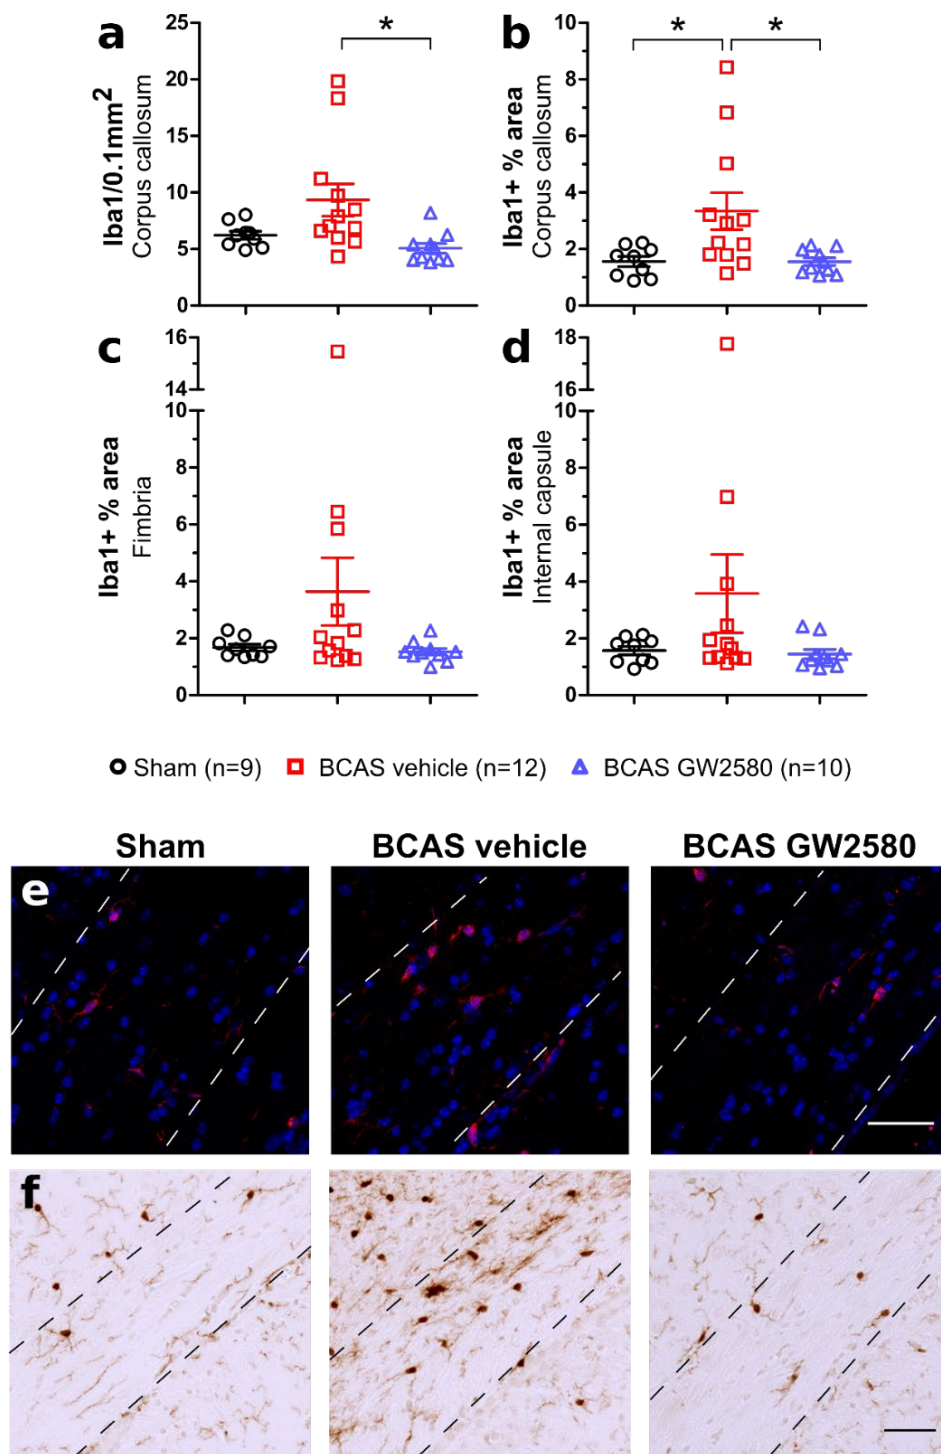 a
Iba1/0.1mm²
Corpus callosum
25
20
15
10
5
0
*
b
Iba1+ % area
Corpus callosum
10
8
6
4
2
0
* *
c
Iba1+ % area
Fimbria
16
14
10
8
6
4
2
0
d
Iba1+ % area
Internal capsule
18
16
10
8
6
4
2
0
Sham (n=9) BCAS vehicle (n=12) BCAS GW2580 (n=10)
Sham BCAS vehicle BCAS GW2580
e
f